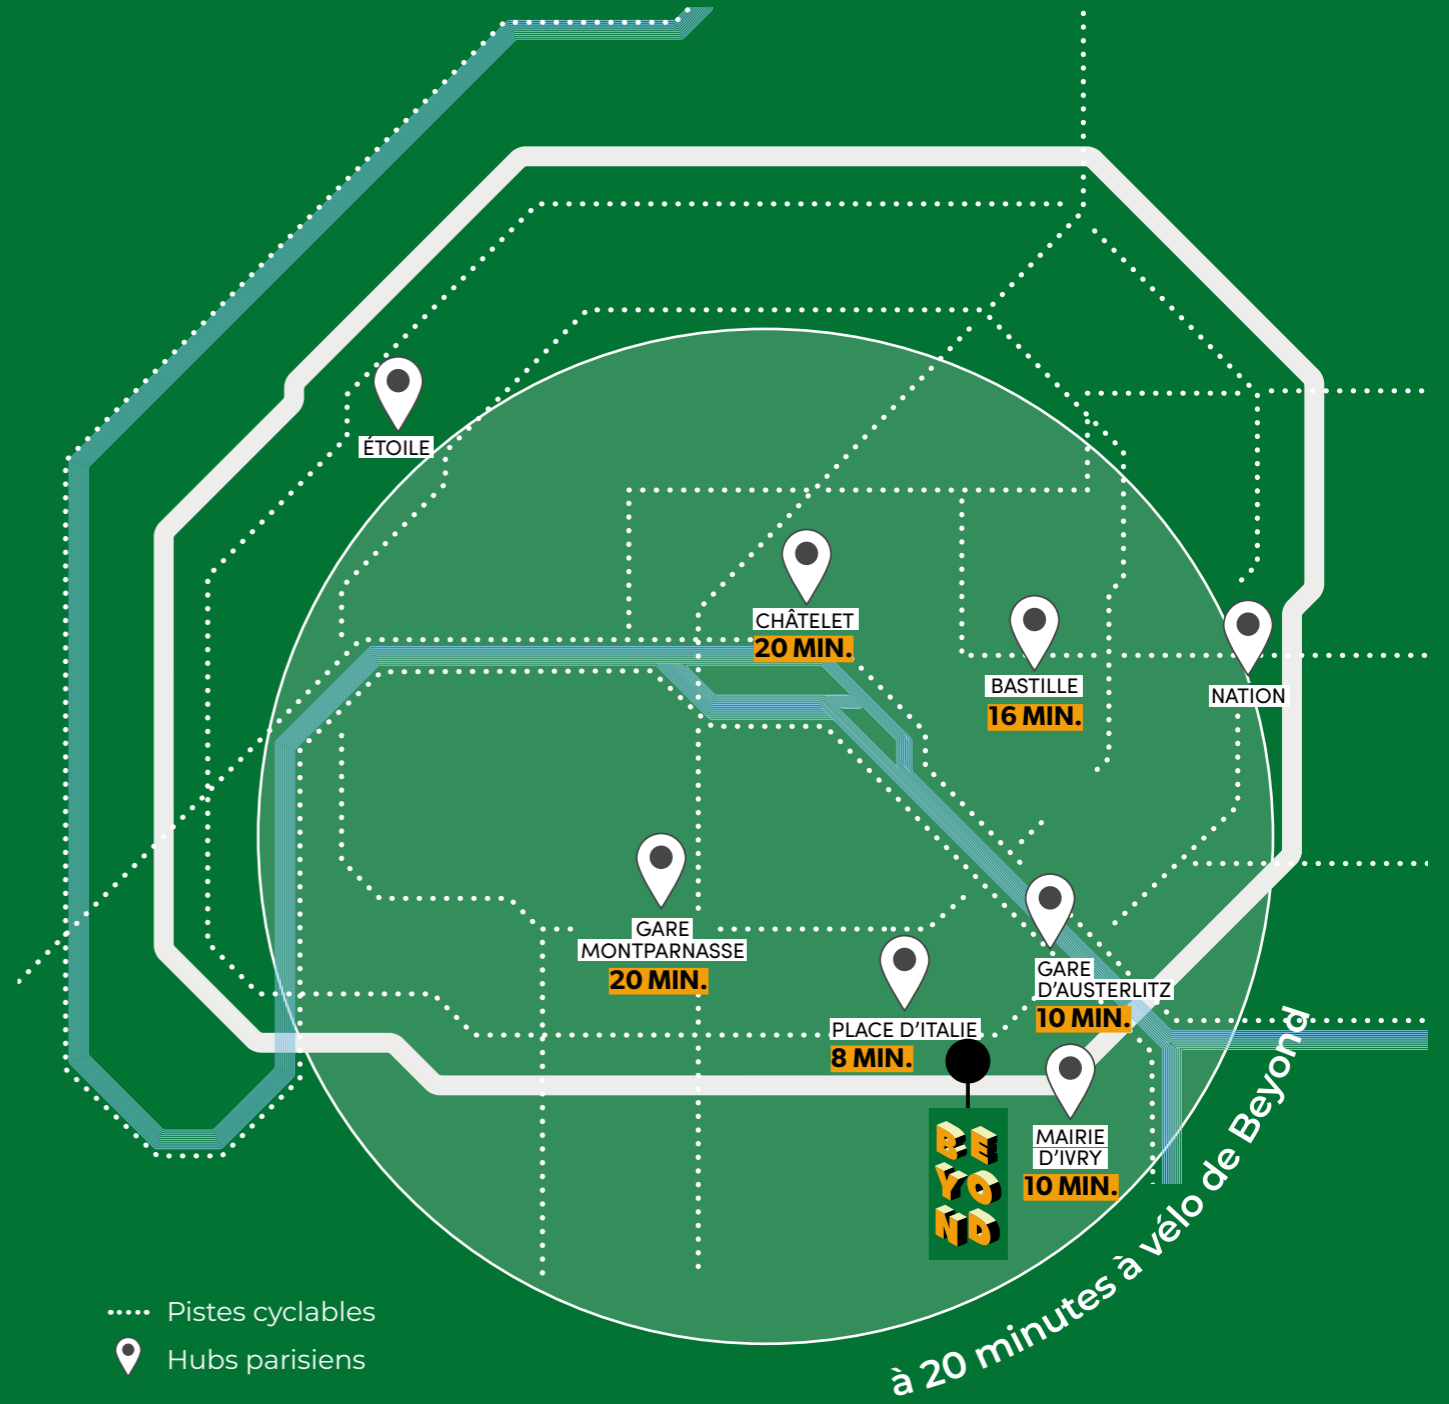 ÉTOILE
CHÂTELET
20 MIN.
BASTILLE
16 MIN.
NATION
GARE
MONTPARNASSE
20 MIN.
GARE
D'AUSTERLITZ
10 MIN.
PLACE D'ITALIE
8 MIN.
MAIRIE
D'IVRY
10 MIN.
BE
YO
ND
à 20 minutes à vélo de Beyond
Pistes cyclables
Hubs parisiens